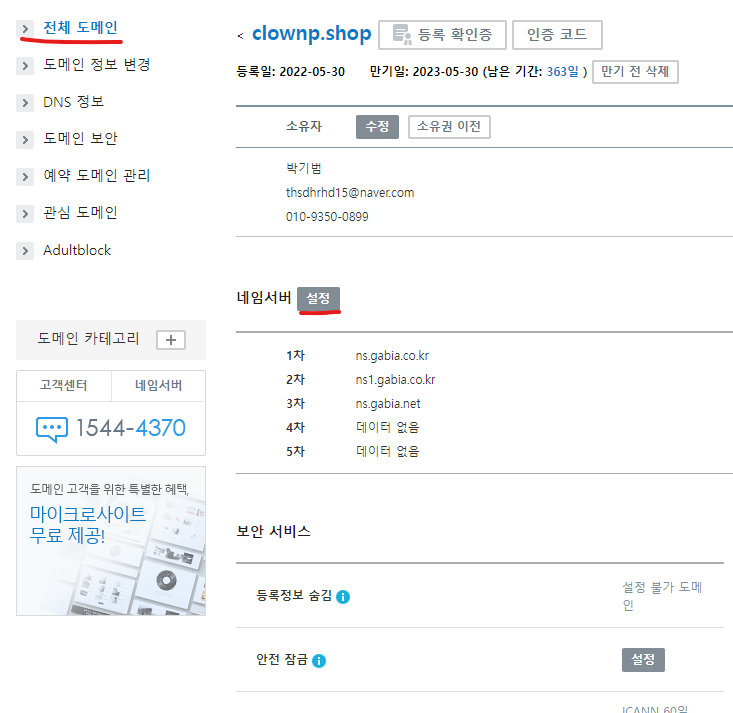 전체 도메인
도메인 정보 변경
DNS 정보
도메인 보안
예약 도메인 관리
관심 도메인
Adultblock
도메인 카테고리 +
고객센터 네임서버
1544-4370
도메인 고객을 위한 특별한 혜택,
마이크로사이트
무료 제공!
< clownp.shop 등록 확인증 인증 코드
등록일: 2022-05-30 만기일: 2023-05-30 (남은 기간: 363일 ) 만기 전 삭제
소유자 수정 소유권 이전
박기범
thsdhrhd15@naver.com
010-9350-0899
네임서버 설정
1차 ns.gabia.co.kr
2차 ns1.gabia.co.kr
3차 ns.gabia.net
4차 데이터 없음
5차 데이터 없음
보안 서비스
등록정보 숨김 설정 불가 도메
인
안전 잠금 설정
ICANN 60일